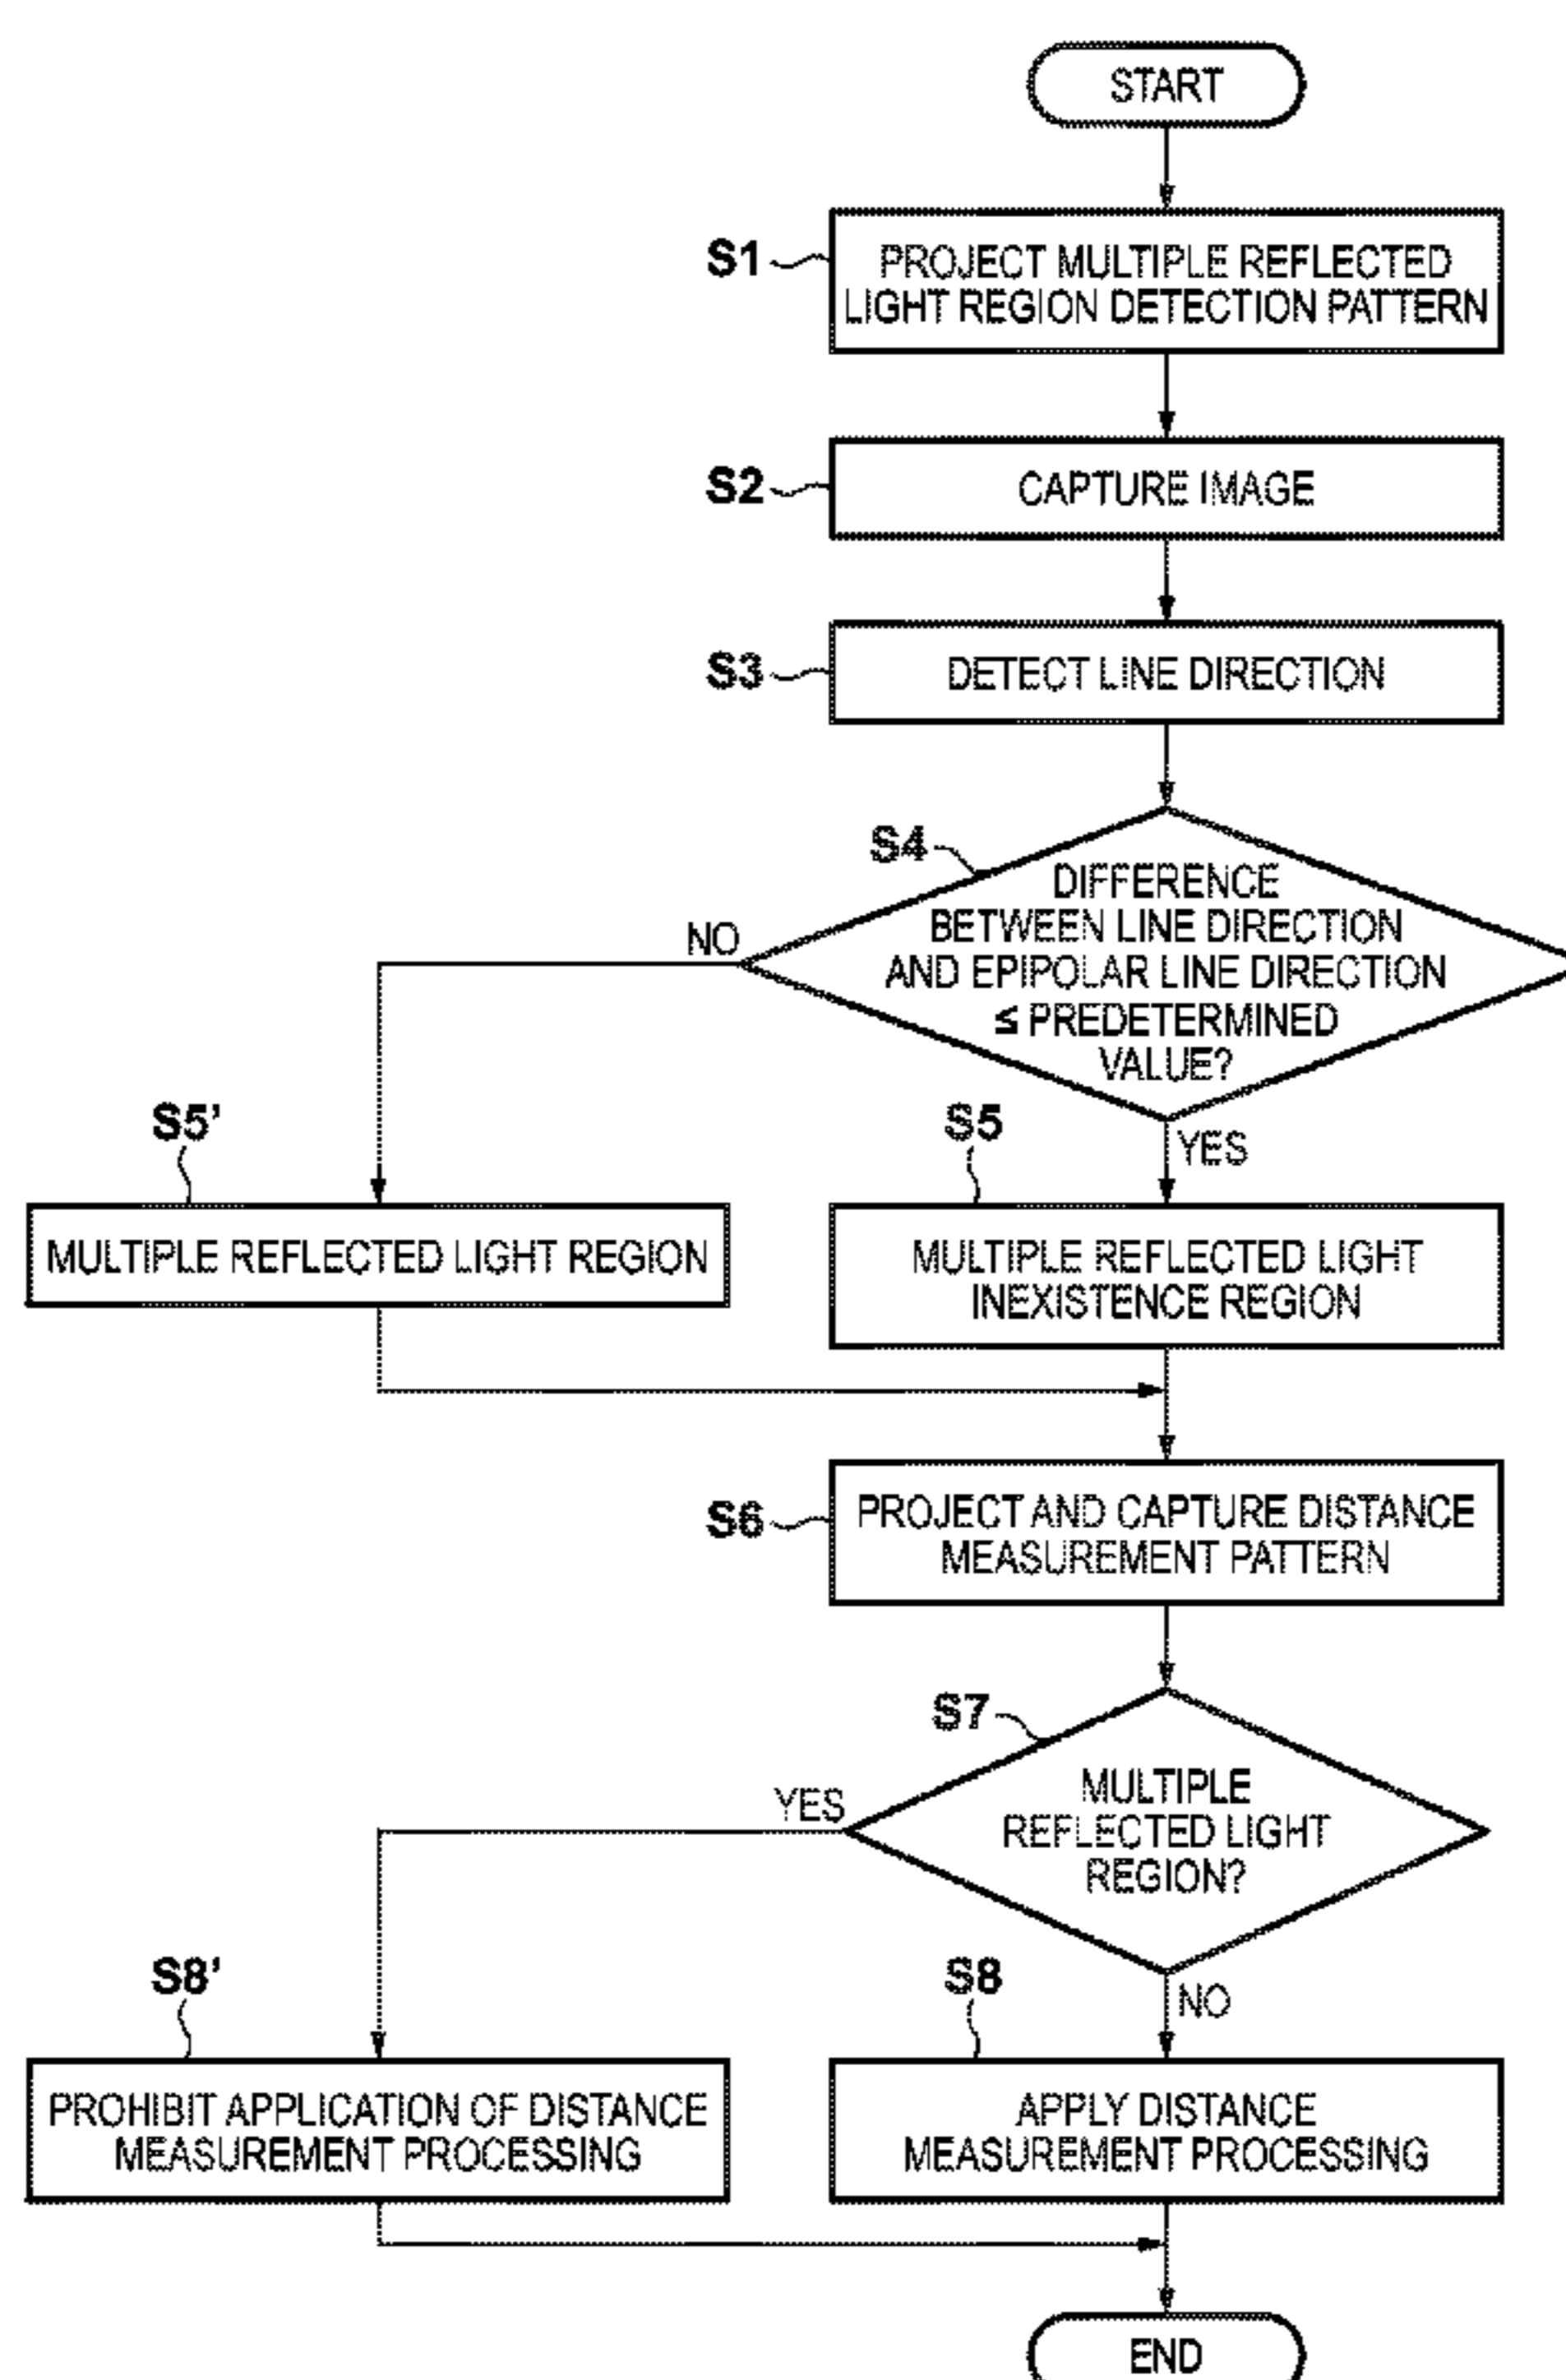 START
S1
PROJECT MULTIPLE REFLECTED
LIGHT REGION DETECTION PATTERN
S2
CAPTURE IMAGE
S3
DETECT LINE DIRECTION
S4
DIFFERENCE
BETWEEN LINE DIRECTION
AND EPIPOLAR LINE DIRECTION
≤ PREDETERMINED
VALUE?
NO
YES
S5'
MULTIPLE REFLECTED LIGHT REGION
S5
MULTIPLE REFLECTED LIGHT
INEXISTENCE REGION
S6
PROJECT AND CAPTURE DISTANCE
MEASUREMENT PATTERN
S7
MULTIPLE
REFLECTED LIGHT
REGION?
YES
NO
S8'
PROHIBIT APPLICATION OF DISTANCE
MEASUREMENT PROCESSING
S8
APPLY DISTANCE
MEASUREMENT PROCESSING
END